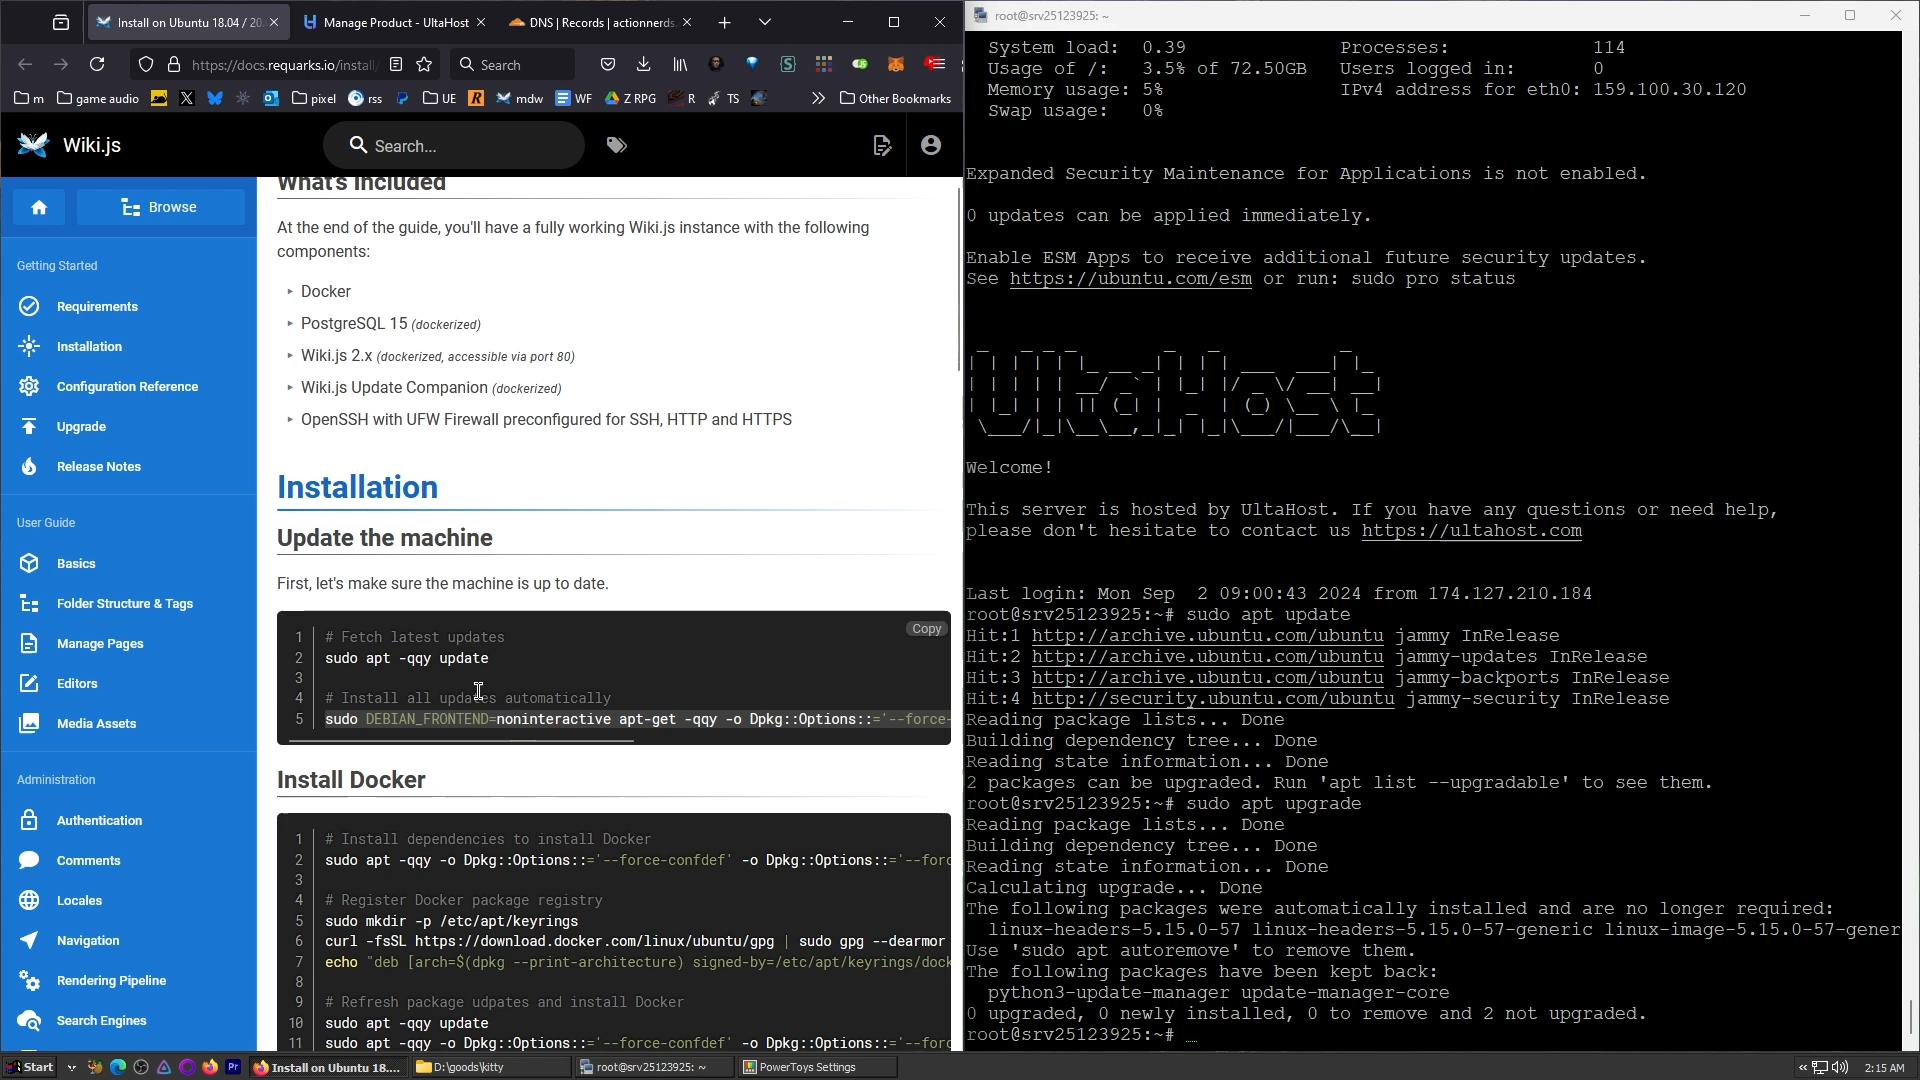 Install on Ubuntu 18.04 / 20.
Manage Product - UltaHost
DNS | Records | actionnerds.
https://docs.requarks.io/install
Search
m
game audio
pixel
rss
UE
mdw
WF
Z RPG
R
TS
Other Bookmarks
Wiki.js
Search...
Browse
Getting Started
Requirements
Installation
Configuration Reference
Upgrade
Release Notes
User Guide
Basics
Folder Structure & Tags
Manage Pages
Editors
Media Assets
Administration
Authentication
Comments
Locales
Navigation
Rendering Pipeline
Search Engines
What's Included
At the end of the guide, you'll have a fully working Wiki.js instance with the following
components:
Docker
PostgreSQL 15 (dockerized)
Wiki.js 2.x (dockerized, accessible via port 80)
Wiki.js Update Companion (dockerized)
OpenSSH with UFW Firewall preconfigured for SSH, HTTP and HTTPS
Installation
Update the machine
First, let's make sure the machine is up to date.
Copy
1 # Fetch latest updates
2 sudo apt -qqy update
3
4 # Install all updates automatically
5 sudo DEBIAN_FRONTEND=noninteractive apt-get -qqy -o Dpkg::Options::='--force-
Install Docker
1 # Install dependencies to install Docker
2 sudo apt -qqy -o Dpkg::Options::='--force-confdef' -o Dpkg::Options::='--forc
3
4 # Register Docker package registry
5 sudo mkdir -p /etc/apt/keyrings
6 curl -fsSL https://download.docker.com/linux/ubuntu/gpg | sudo gpg --dearmor
7 echo "deb [arch=$(dpkg --print-architecture) signed-by=/etc/apt/keyrings/dock
8
9 # Refresh package udpates and install Docker
10 sudo apt -qqy update
11 sudo apt -qqy -o Dpkg::Options::='--force-confdef' -o Dpkg::Options::='--forc
root@srv25123925: ~
System load: 0.39 Processes: 114
Usage of /: 3.5% of 72.50GB Users logged in: 0
Memory usage: 5% IPv4 address for eth0: 159.100.30.120
Swap usage: 0%
Expanded Security Maintenance for Applications is not enabled.
0 updates can be applied immediately.
Enable ESM Apps to receive additional future security updates.
See https://ubuntu.com/esm or run: sudo pro status
UltaHost
Welcome!
This server is hosted by UltaHost. If you have any questions or need help,
please don't hesitate to contact us https://ultahost.com
Last login: Mon Sep  2 09:00:43 2024 from 174.127.210.184
root@srv25123925:~# sudo apt update
Hit:1 http://archive.ubuntu.com/ubuntu jammy InRelease
Hit:2 http://archive.ubuntu.com/ubuntu jammy-updates InRelease
Hit:3 http://archive.ubuntu.com/ubuntu jammy-backports InRelease
Hit:4 http://security.ubuntu.com/ubuntu jammy-security InRelease
Reading package lists... Done
Building dependency tree... Done
Reading state information... Done
2 packages can be upgraded. Run 'apt list --upgradable' to see them.
root@srv25123925:~# sudo apt upgrade
Reading package lists... Done
Building dependency tree... Done
Reading state information... Done
Calculating upgrade... Done
The following packages were automatically installed and are no longer required:
linux-headers-5.15.0-57 linux-headers-5.15.0-57-generic linux-image-5.15.0-57-gener
Use 'sudo apt autoremove' to remove them.
The following packages have been kept back:
python3-update-manager update-manager-core
0 upgraded, 0 newly installed, 0 to remove and 2 not upgraded.
root@srv25123925:~#
Start
Install on Ubuntu 18....
D:\goods\kitty
root@srv25123925: ~
PowerToys Settings
2:15 AM